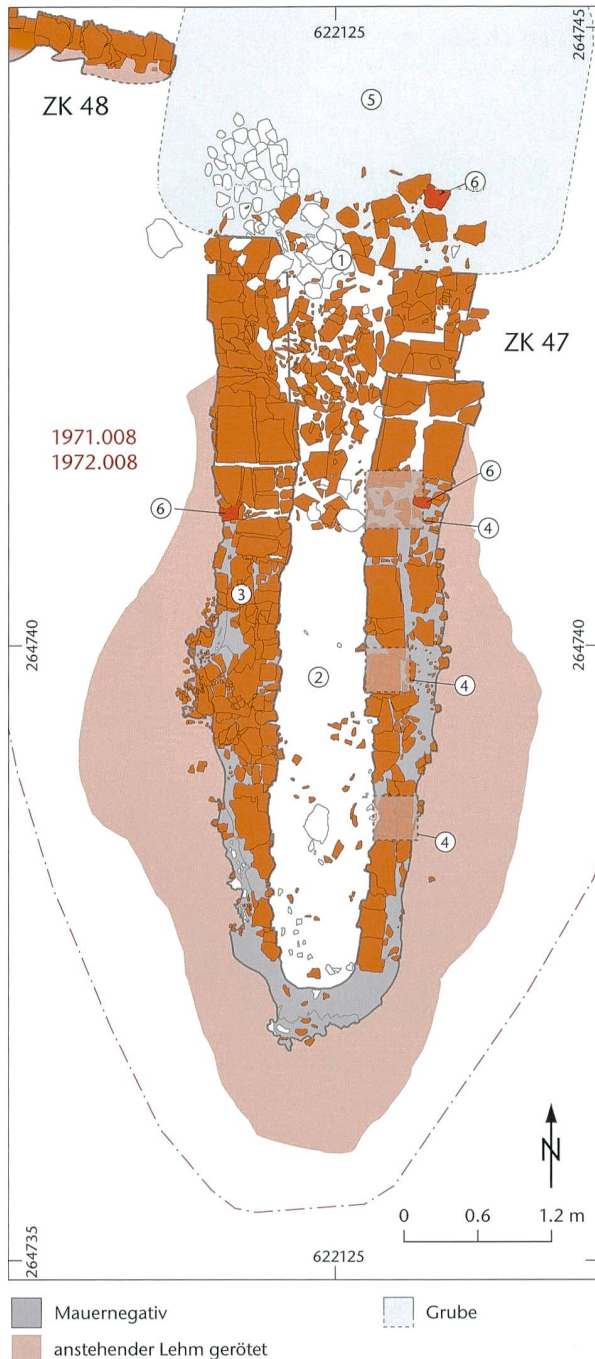 622125
264745
ZK 48
5
6
1
ZK 47
1971.008
1972.008
6
6
4
3
264740
264740
2
4
4
N
0 0.6 1.2 m
264735
622125
Mauernegativ
Grube
anstehender Lehm gerötet